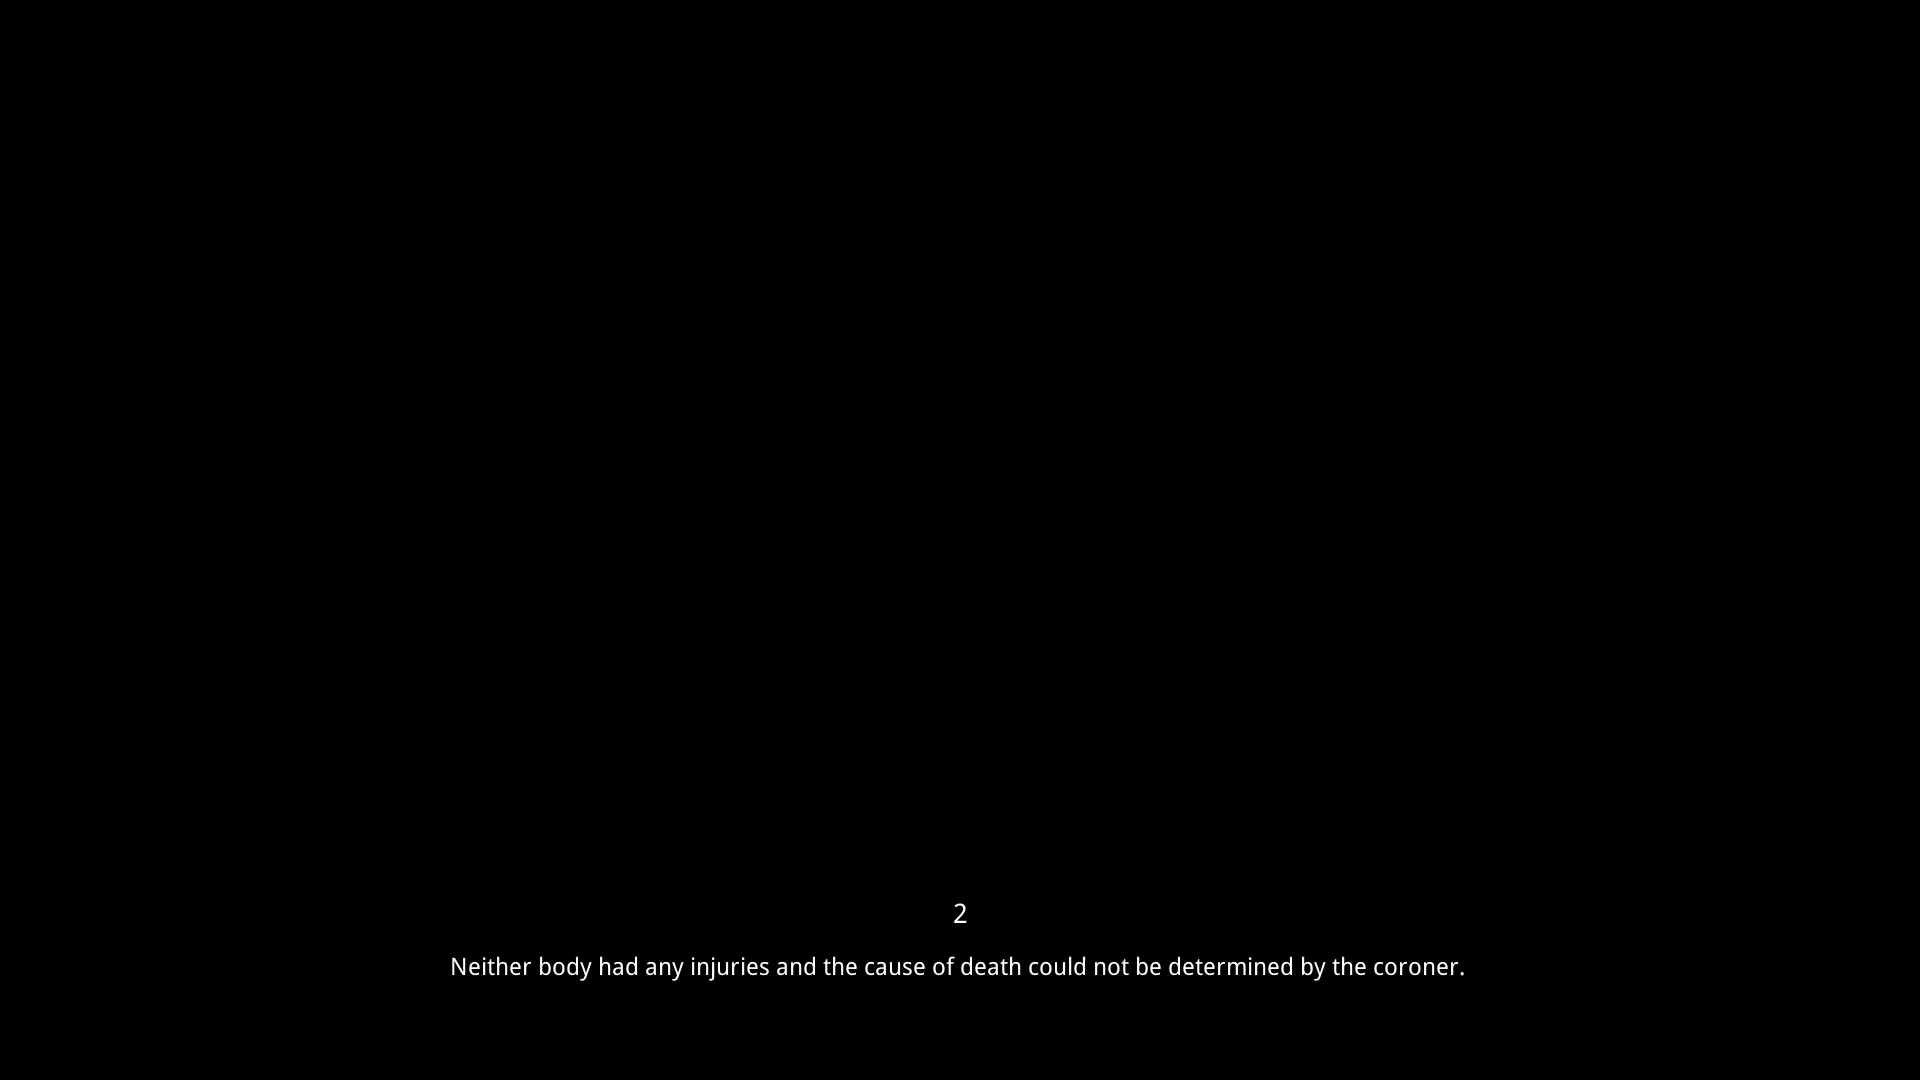 2
Neither body had any injuries and the cause of death could not be determined by the coroner.